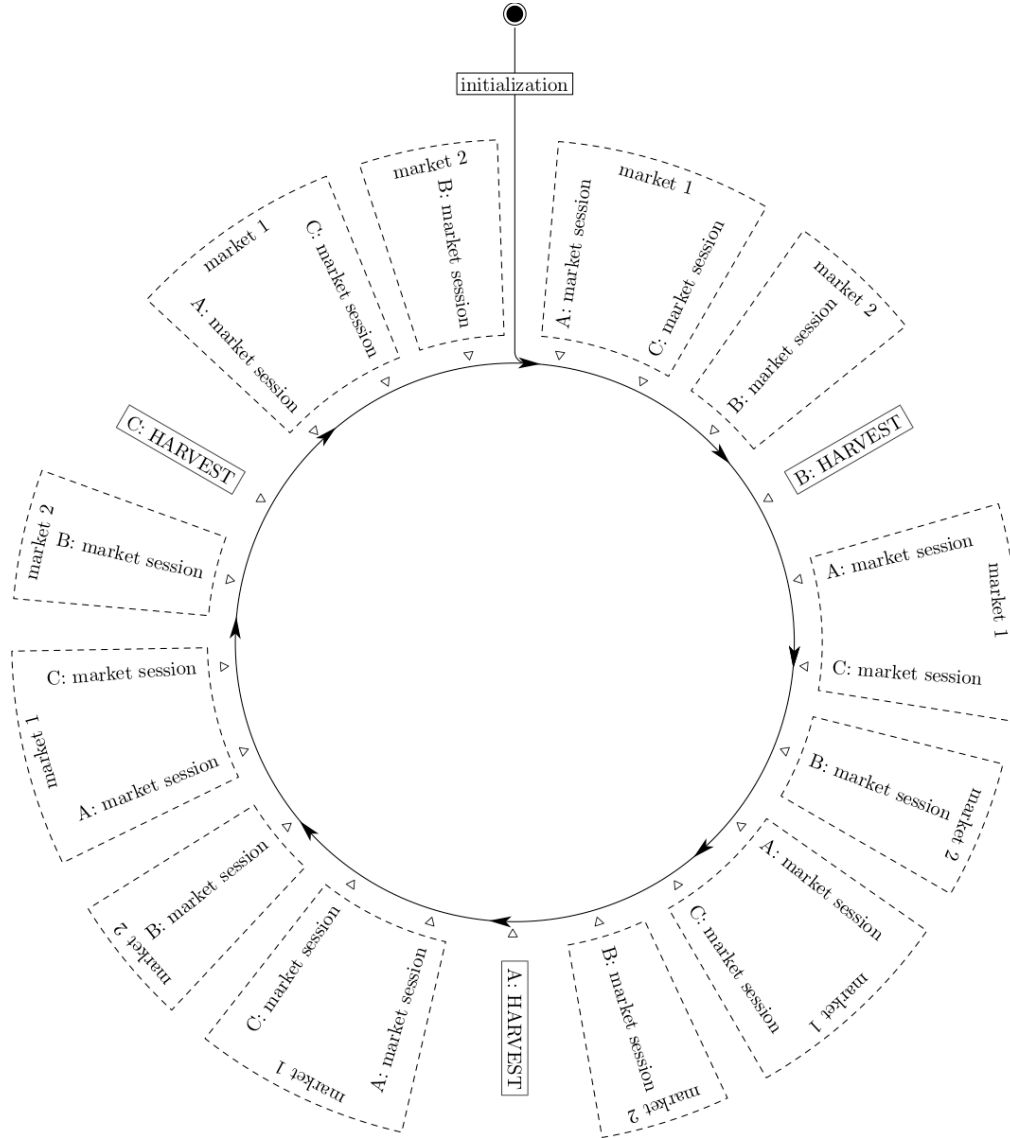 initialization
market 1
A: market session
C: market session
market 2
B: market session
B: HARVEST
A: market session
market 1
C: market session
B: market session
market 2
A: market session
C: market session
market 1
B: market session
market 2
A: HARVEST
A: market session
C: market session
market 1
B: market session
market 2
A: market session
market 1
C: market session
market 2
B: market session
C: HARVEST
A: market session
market 1
C: market session
market 2
B: market session